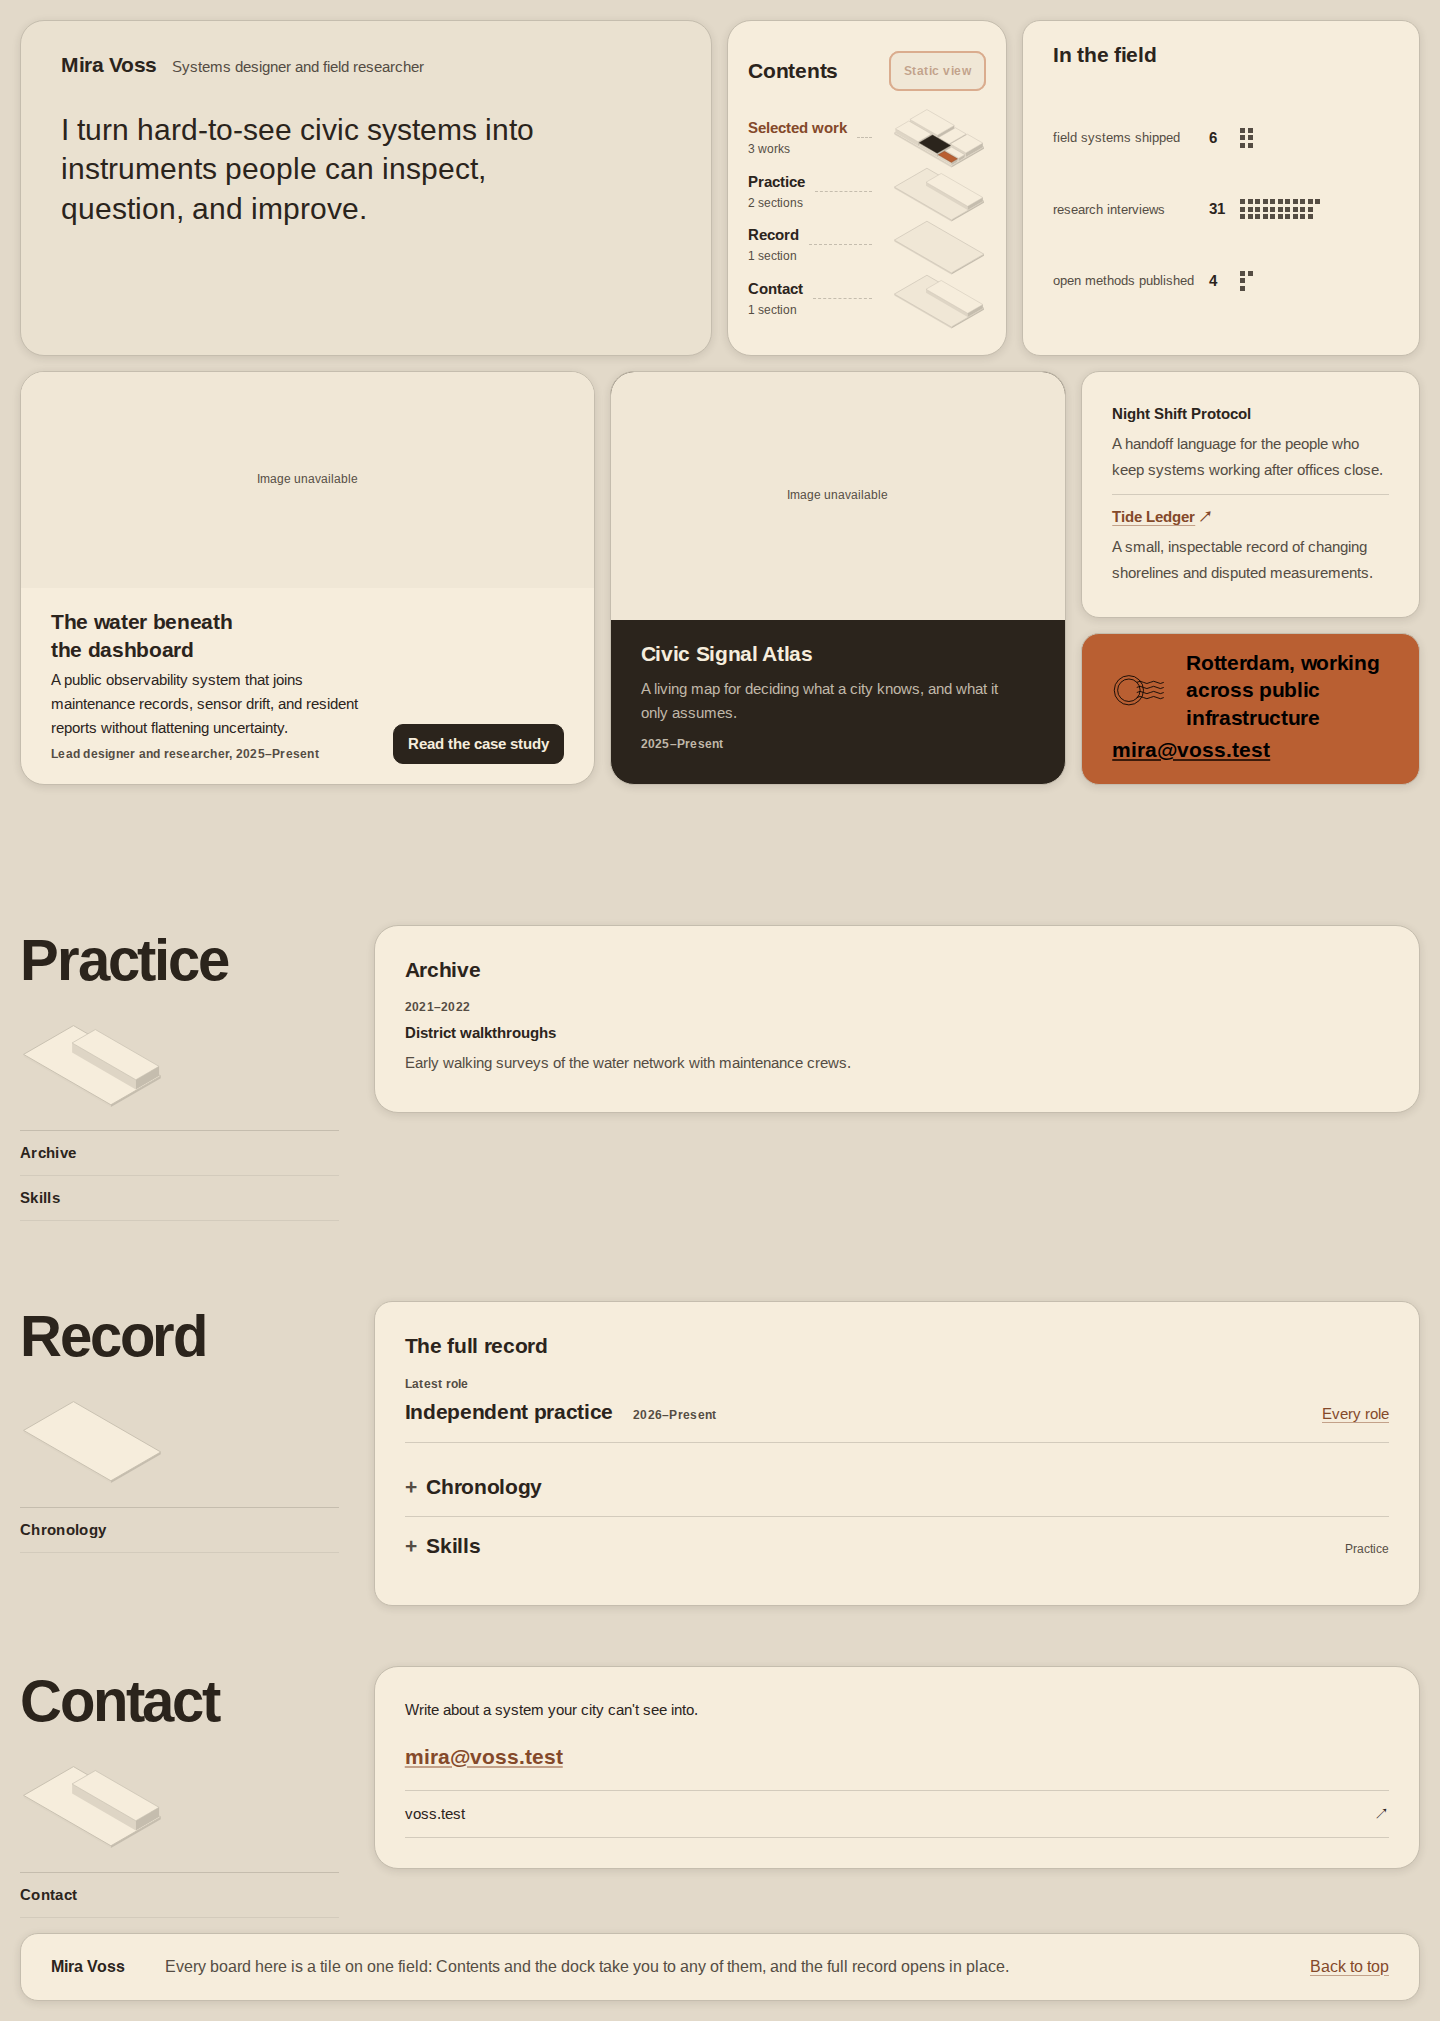 Mira Voss Systems designer and field researcher
I turn hard-to-see civic systems into
instruments people can inspect,
question, and improve.
Contents
Static view
Selected work
3 works
Practice
2 sections
Record
1 section
Contact
1 section
In the field
field systems shipped 6
research interviews 31
open methods published 4
Image unavailable
The water beneath
the dashboard
A public observability system that joins
maintenance records, sensor drift, and resident
reports without flattening uncertainty.
Lead designer and researcher, 2025–Present
Read the case study
Image unavailable
Civic Signal Atlas
A living map for deciding what a city knows, and what it
only assumes.
2025–Present
Night Shift Protocol
A handoff language for the people who
keep systems working after offices close.
Tide Ledger ↗
A small, inspectable record of changing
shorelines and disputed measurements.
Rotterdam, working
across public
infrastructure
mira@voss.test
Practice
Archive
Skills
Archive
2021–2022
District walkthroughs
Early walking surveys of the water network with maintenance crews.
Record
Chronology
The full record
Latest role
Independent practice 2026–Present Every role
+ Chronology
+ Skills Practice
Contact
Contact
Write about a system your city can't see into.
mira@voss.test
voss.test ↗
Mira Voss Every board here is a tile on one field: Contents and the dock take you to any of them, and the full record opens in place. Back to top